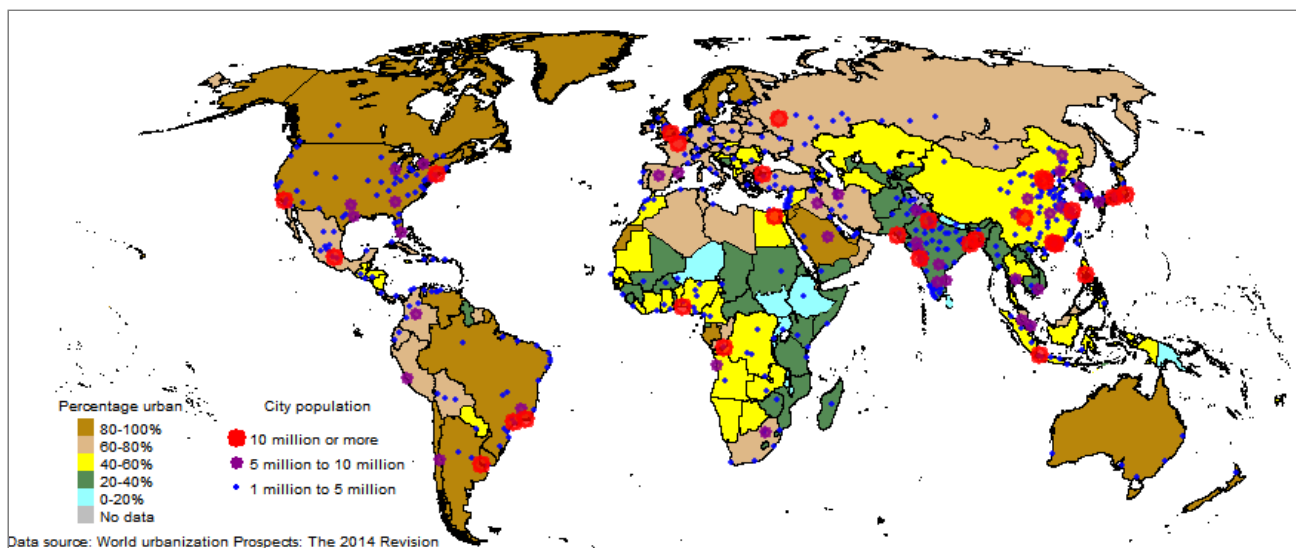 Percentage urban
80-100%
60-80%
40-60%
20-40%
0-20%
No data
City population
10 million or more
5 million to 10 million
1 million to 5 million
Data source: World urbanization Prospects: The 2014 Revision